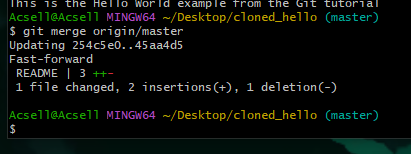 This is the Hello World example from the Git tutorial
Acsell@Acsell MINGW64 ~/Desktop/cloned_hello (master)
$ git merge origin/master
Updating 254c5e0..45aa4d5
Fast-forward
 README | 3 ++-
 1 file changed, 2 insertions(+), 1 deletion(-)

Acsell@Acsell MINGW64 ~/Desktop/cloned_hello (master)
$